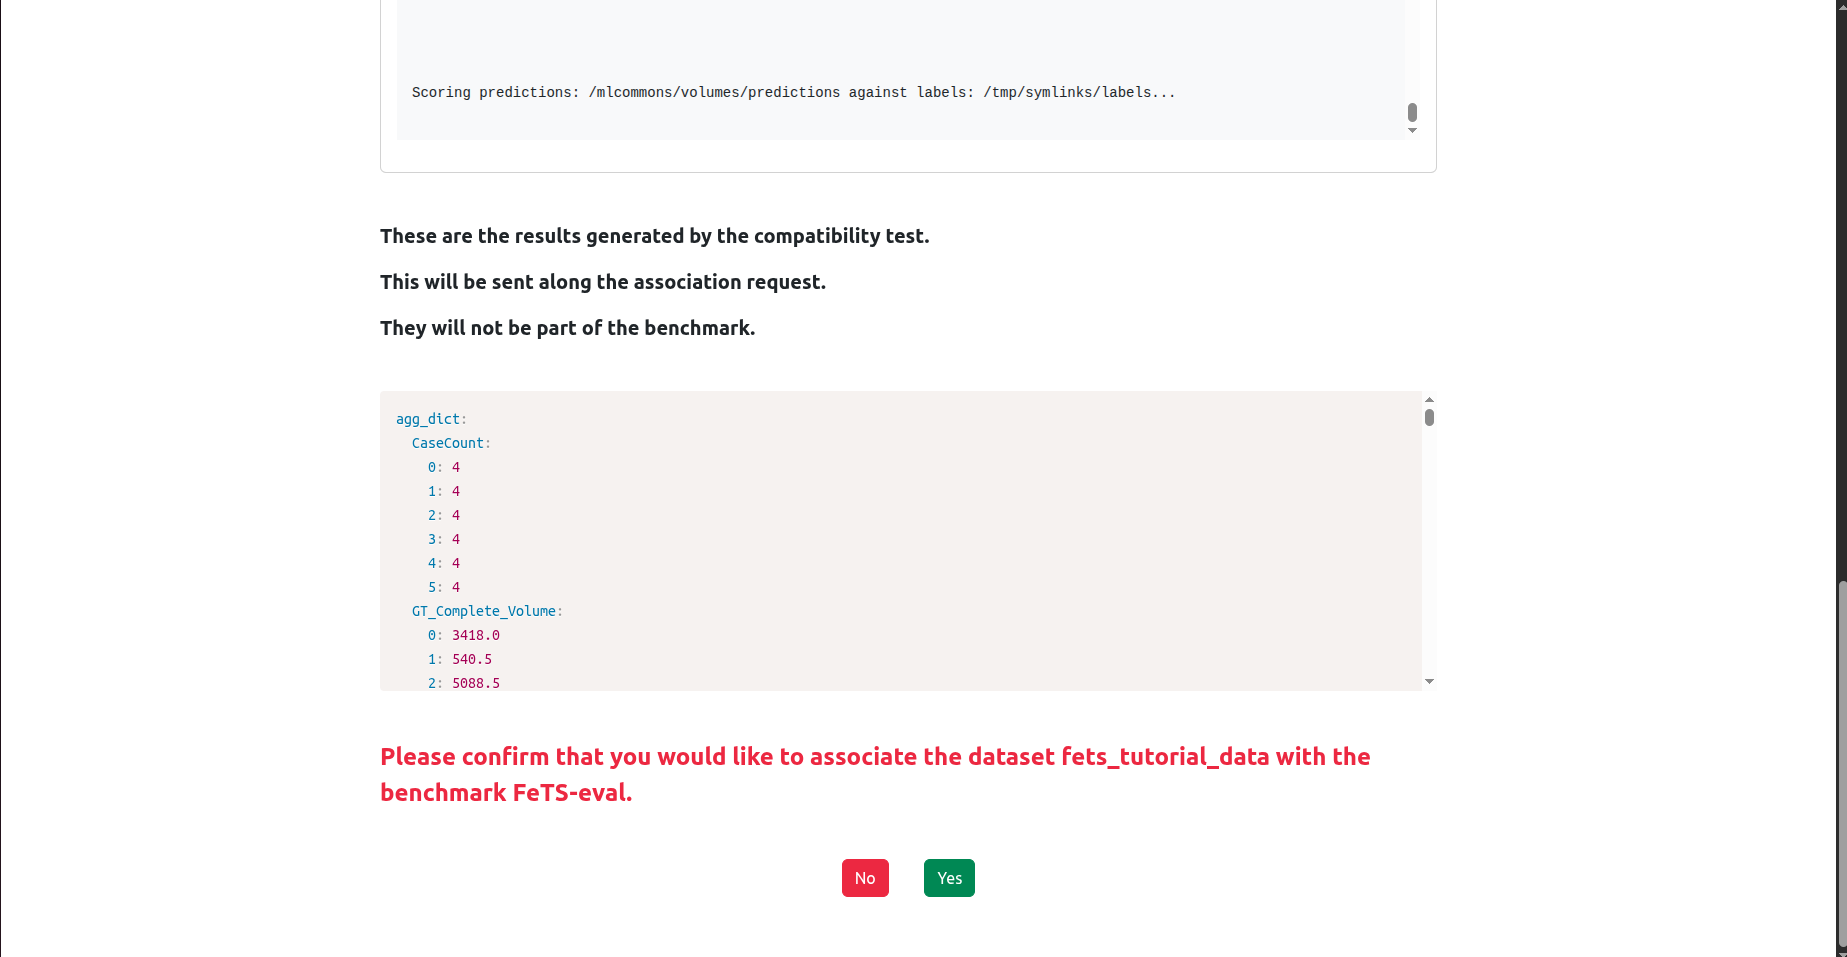 Scoring predictions: /mlcommons/volumes/predictions against labels: /tmp/symlinks/labels...
These are the results generated by the compatibility test.
This will be sent along the association request.
They will not be part of the benchmark.
agg_dict:
CaseCount:
0: 4
1: 4
2: 4
3: 4
4: 4
5: 4
GT_Complete_Volume:
0: 3418.0
1: 540.5
2: 5088.5
Please confirm that you would like to associate the dataset fets_tutorial_data with the
benchmark FeTS-eval.
No Yes